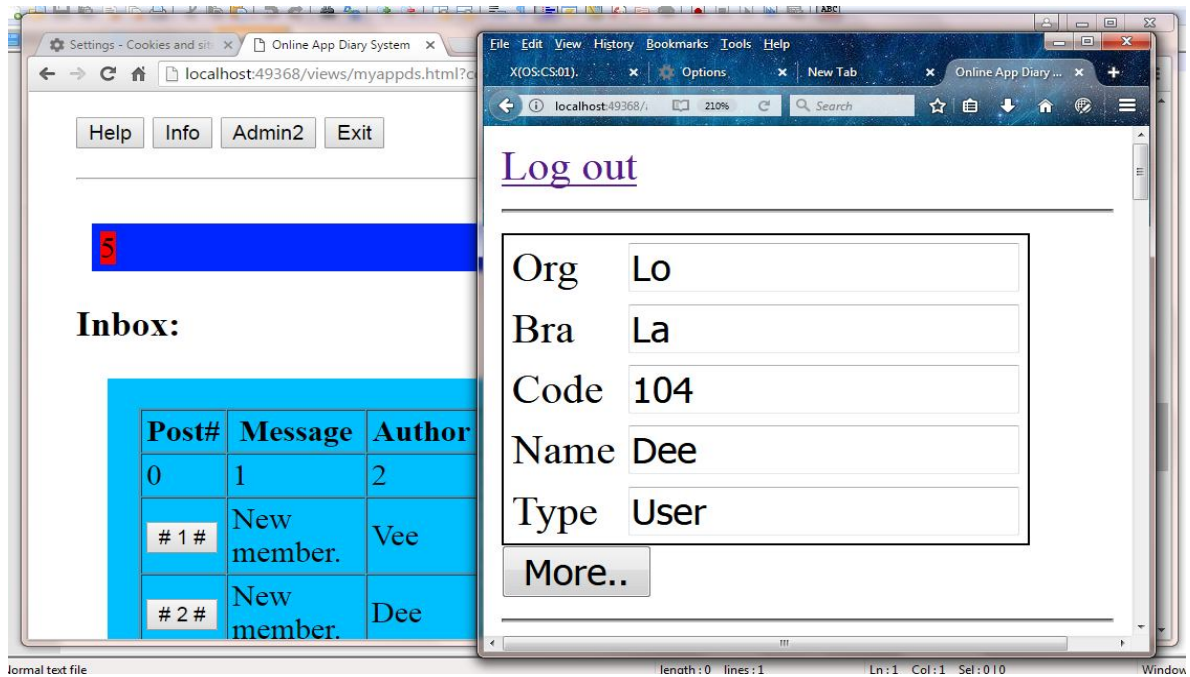 ABC
Settings - Cookies and sit
Online App Diary System
localhost:49368/views/myappds.html?c
Help Info Admin2 Exit
5
Inbox:
Post# Message Author
0 1 2
# 1 # New member. Vee
# 2 # New member. Dee
File Edit View History Bookmarks Tools Help
X(OS:CS:01). Options New Tab Online App Diary ...
localhost:49368/ 210% Search
Log out
Org Lo
Bra La
Code 104
Name Dee
Type User
More..
Normal text file length : 0 lines : 1 Ln : 1 Col : 1 Sel : 0 | 0 Window